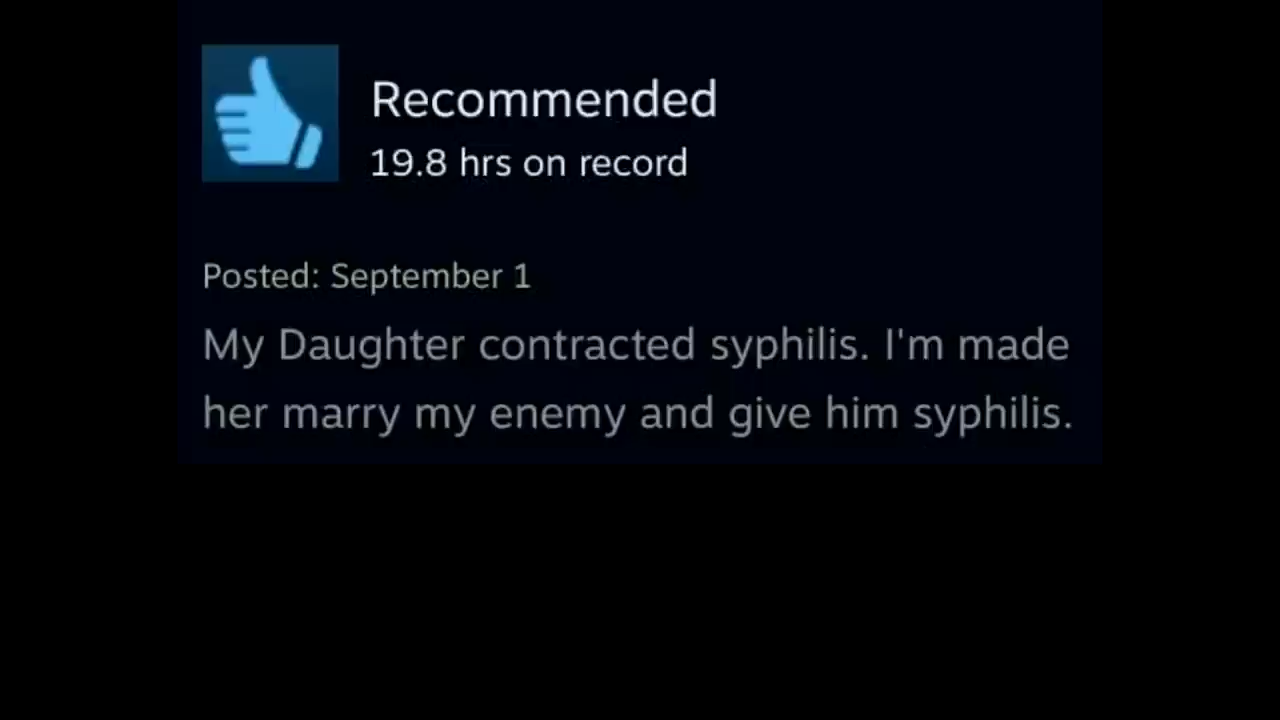 Recommended
19.8 hrs on record
Posted: September 1
My Daughter contracted syphilis. I'm made
her marry my enemy and give him syphilis.